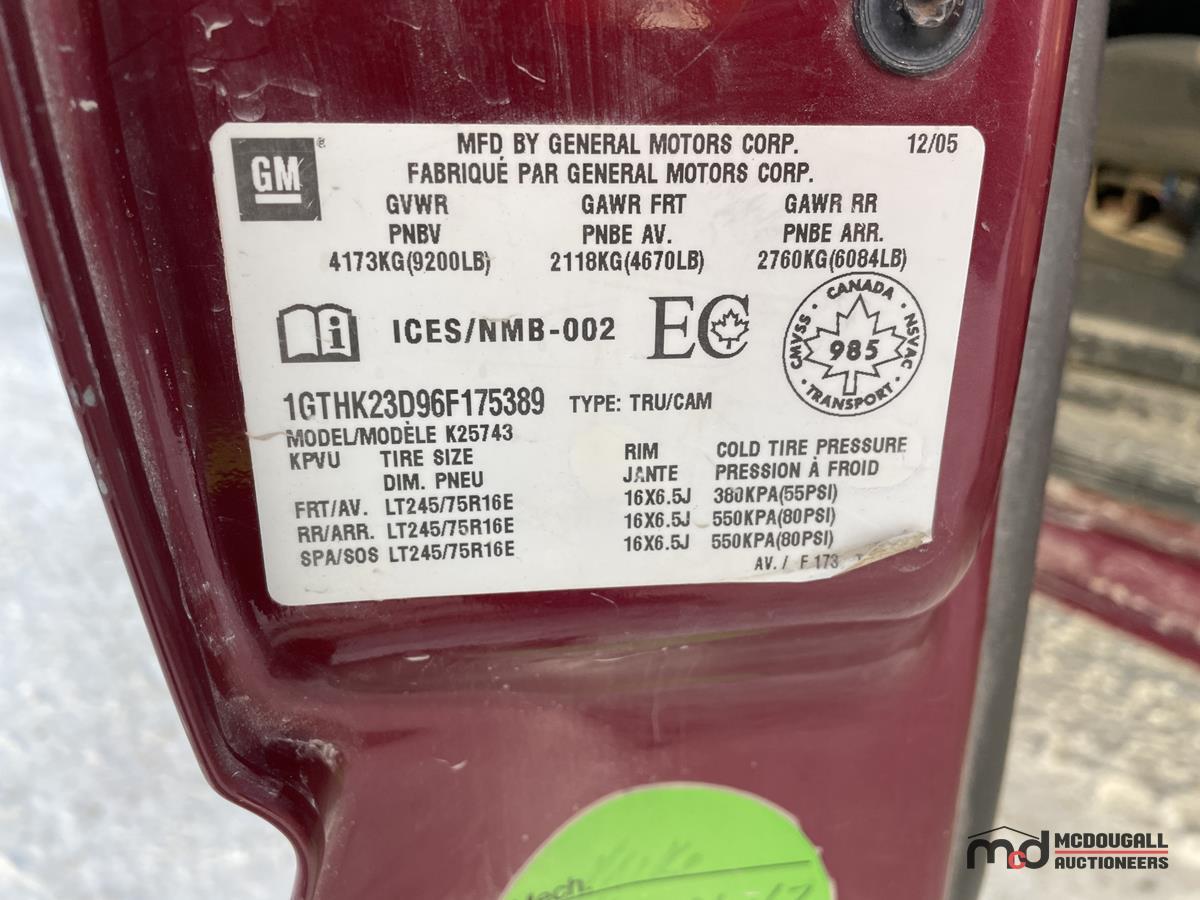 GM
MFD BY GENERAL MOTORS CORP. 12/05
FABRIQUÉ PAR GENERAL MOTORS CORP.
GVWR GAWR FRT GAWR RR
PNBV PNBE AV. PNBE ARR.
4173KG(9200LB) 2118KG(4670LB) 2760KG(6084LB)
i ICES/NMB-002 EC
CANADA
CMVSS 985 NSVAC
TRANSPORT
1GTHK23D96F175389 TYPE: TRU/CAM
MODEL/MODÈLE K25743
KPVU TIRE SIZE RIM COLD TIRE PRESSURE
DIM. PNEU JANTE PRESSION À FROID
FRT/AV. LT245/75R16E 16X6.5J 380KPA(55PSI)
RR/ARR. LT245/75R16E 16X6.5J 550KPA(80PSI)
SPA/SOS LT245/75R16E 16X6.5J 550KPA(80PSI)
AV. / F 173
Mech.
mcd MCDOUGALL
AUCTIONEERS